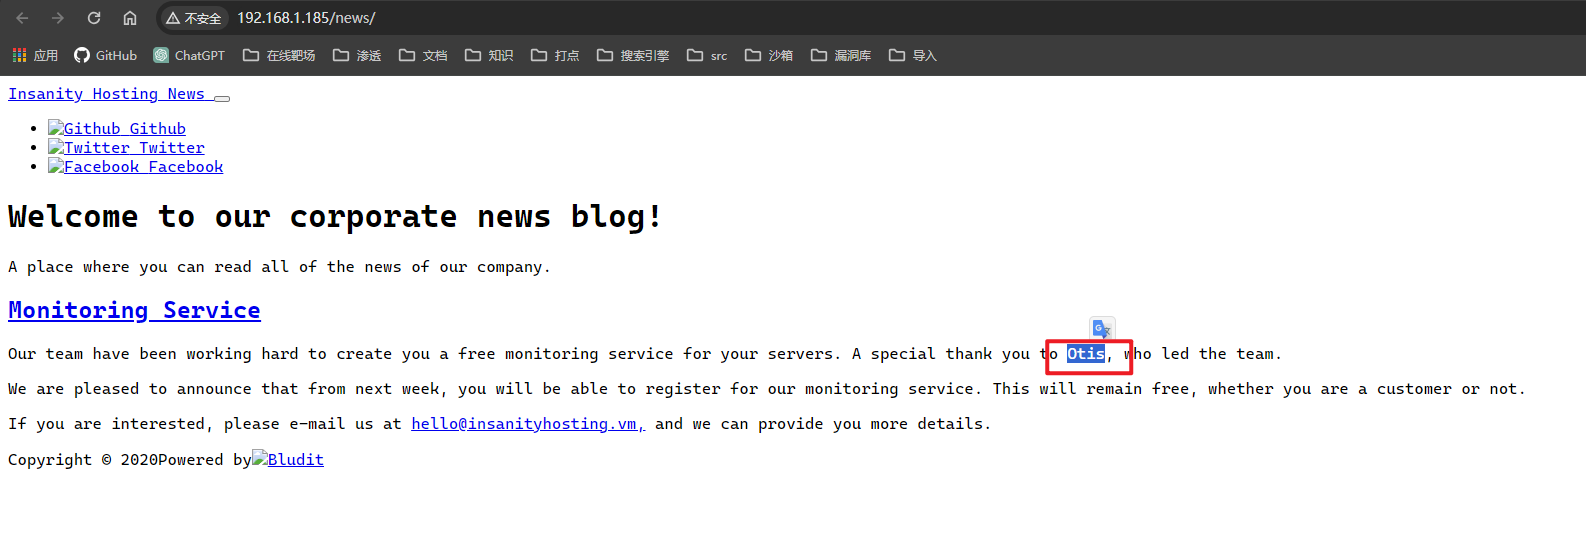 不安全 192.168.1.185/news/
应用 GitHub ChatGPT 在线靶场 渗透 文档 知识 打点 搜索引擎 src 沙箱 漏洞库 导入
Insanity Hosting News
Github Github
Twitter Twitter
Facebook Facebook
Welcome to our corporate news blog!
A place where you can read all of the news of our company.
Monitoring Service
Our team have been working hard to create you a free monitoring service for your servers. A special thank you to Otis, who led the team.
We are pleased to announce that from next week, you will be able to register for our monitoring service. This will remain free, whether you are a customer or not.
If you are interested, please e-mail us at hello@insanityhosting.vm, and we can provide you more details.
Copyright © 2020Powered by Bludit